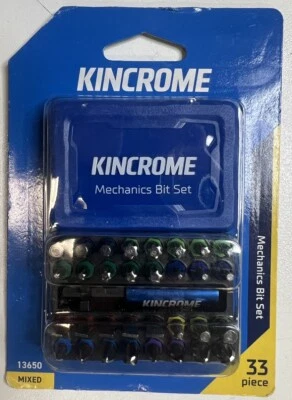 KINCROME
KINCROME
Mechanics Bit Set
KINCROME
Mechanics Bit Set
13650
MIXED
33
piece